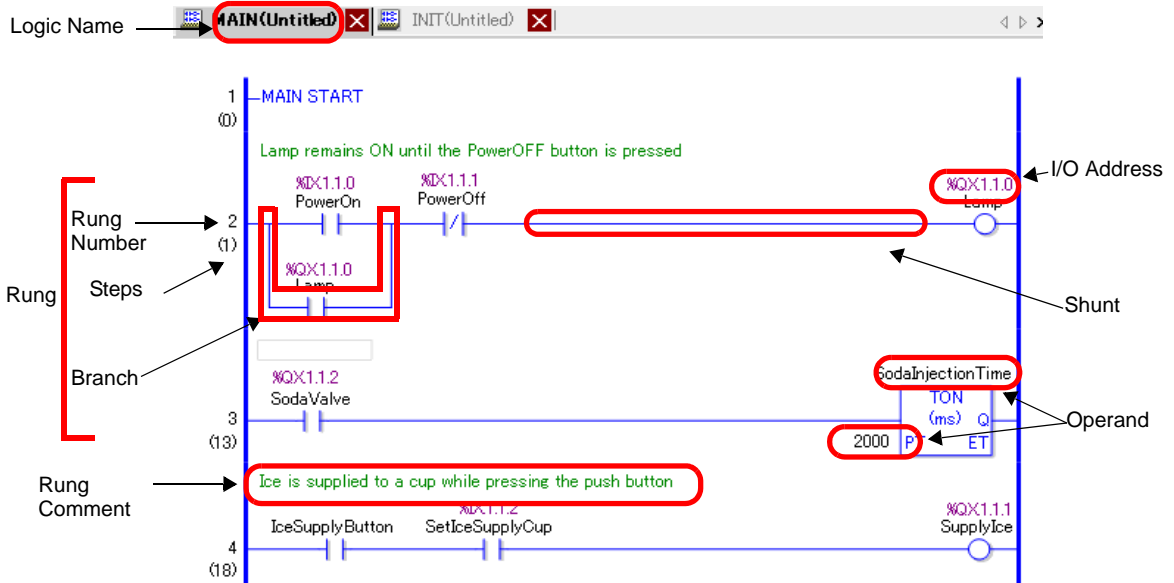 Logic Name
MAIN(Untitled)
INIT(Untitled)
1
(0)
MAIN START
Lamp remains ON until the PowerOFF button is pressed
%IX1.1.0
PowerOn
%IX1.1.1
PowerOff
%QX1.1.0
Lamp
I/O Address
Rung
Number
2
(1)
Steps
%QX1.1.0
Lamp
Rung
Shunt
Branch
%QX1.1.2
SodaValve
3
(13)
SodaInjectionTime
TON
(ms) Q
2000 PT ET
Operand
Rung
Comment
Ice is supplied to a cup while pressing the push button
IceSupplyButton
%IX1.1.2
SetIceSupplyCup
%QX1.1.1
SupplyIce
4
(18)